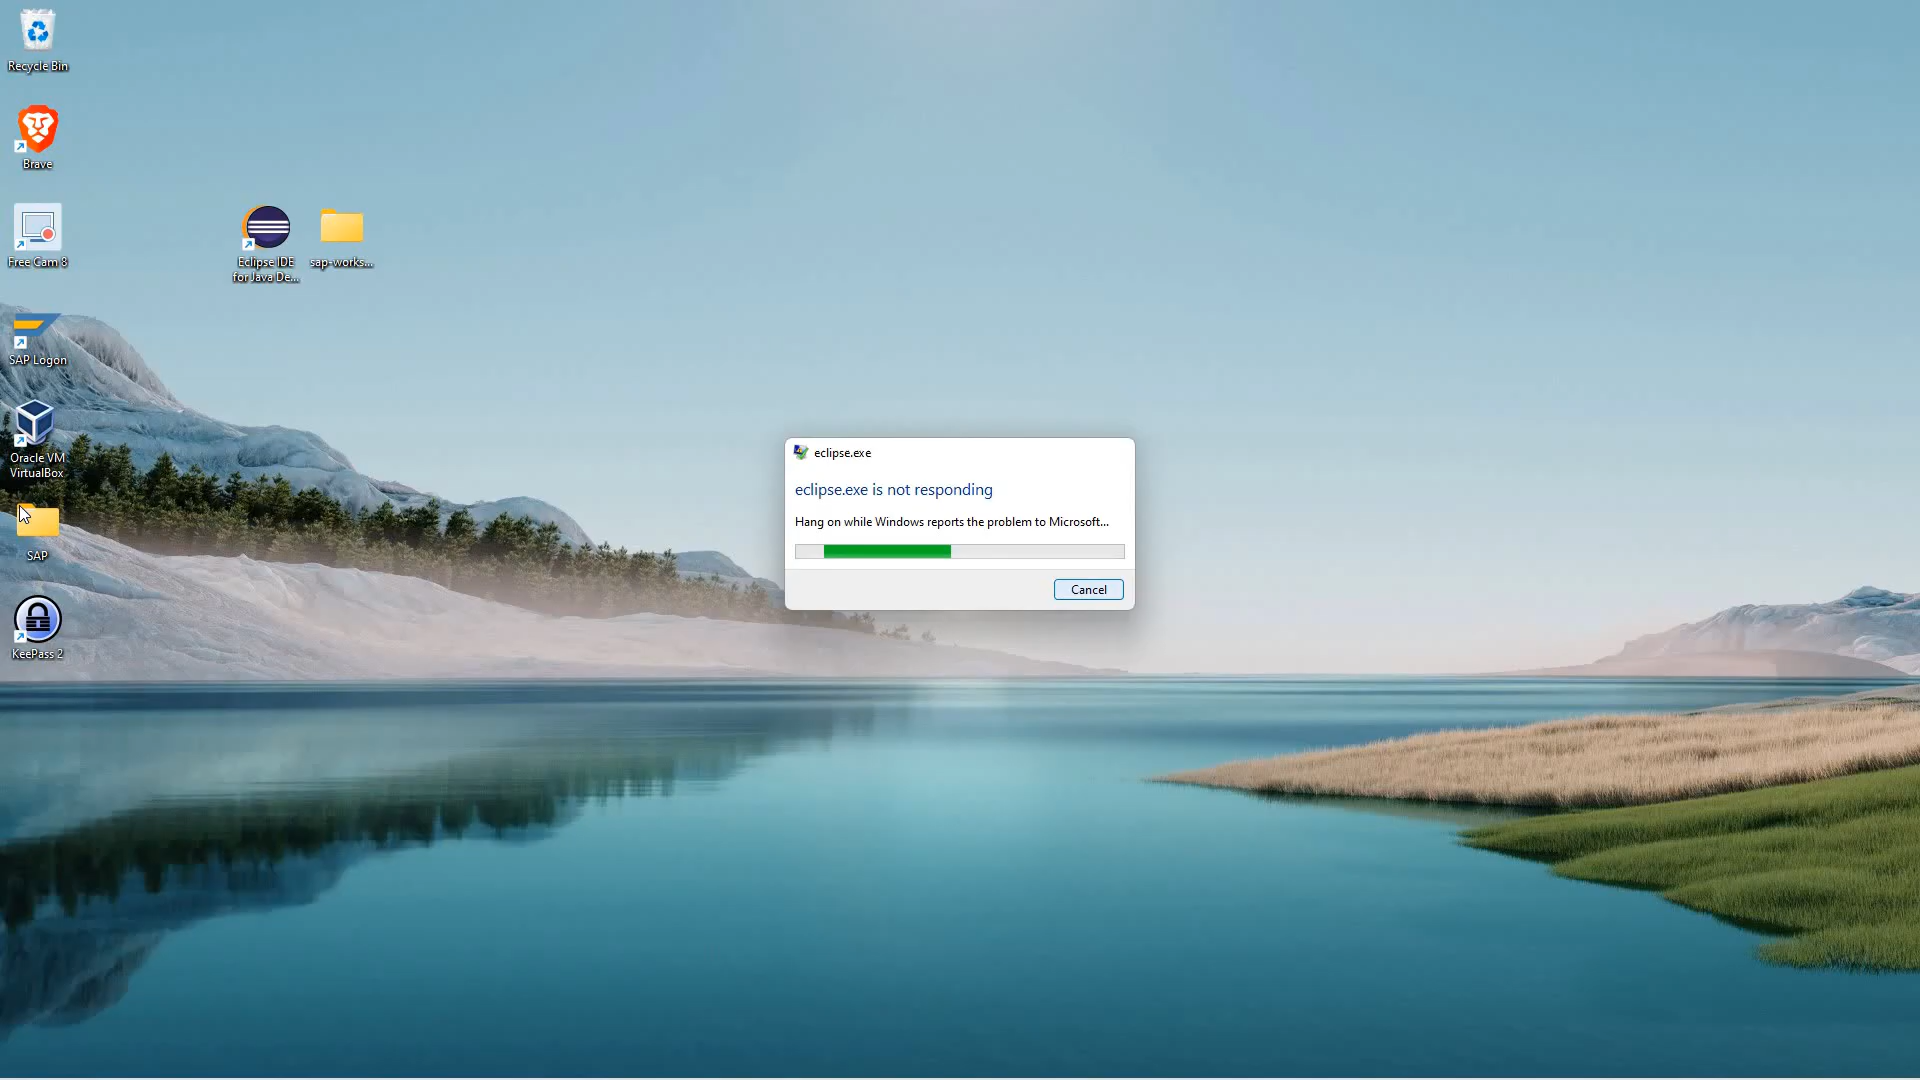 Recycle Bin
Brave
Free Cam 8
Eclipse IDE
for Java De...
sap-works...
SAP Logon
Oracle VM
VirtualBox
SAP
KeePass 2
eclipse.exe
eclipse.exe is not responding
Hang on while Windows reports the problem to Microsoft...
Cancel